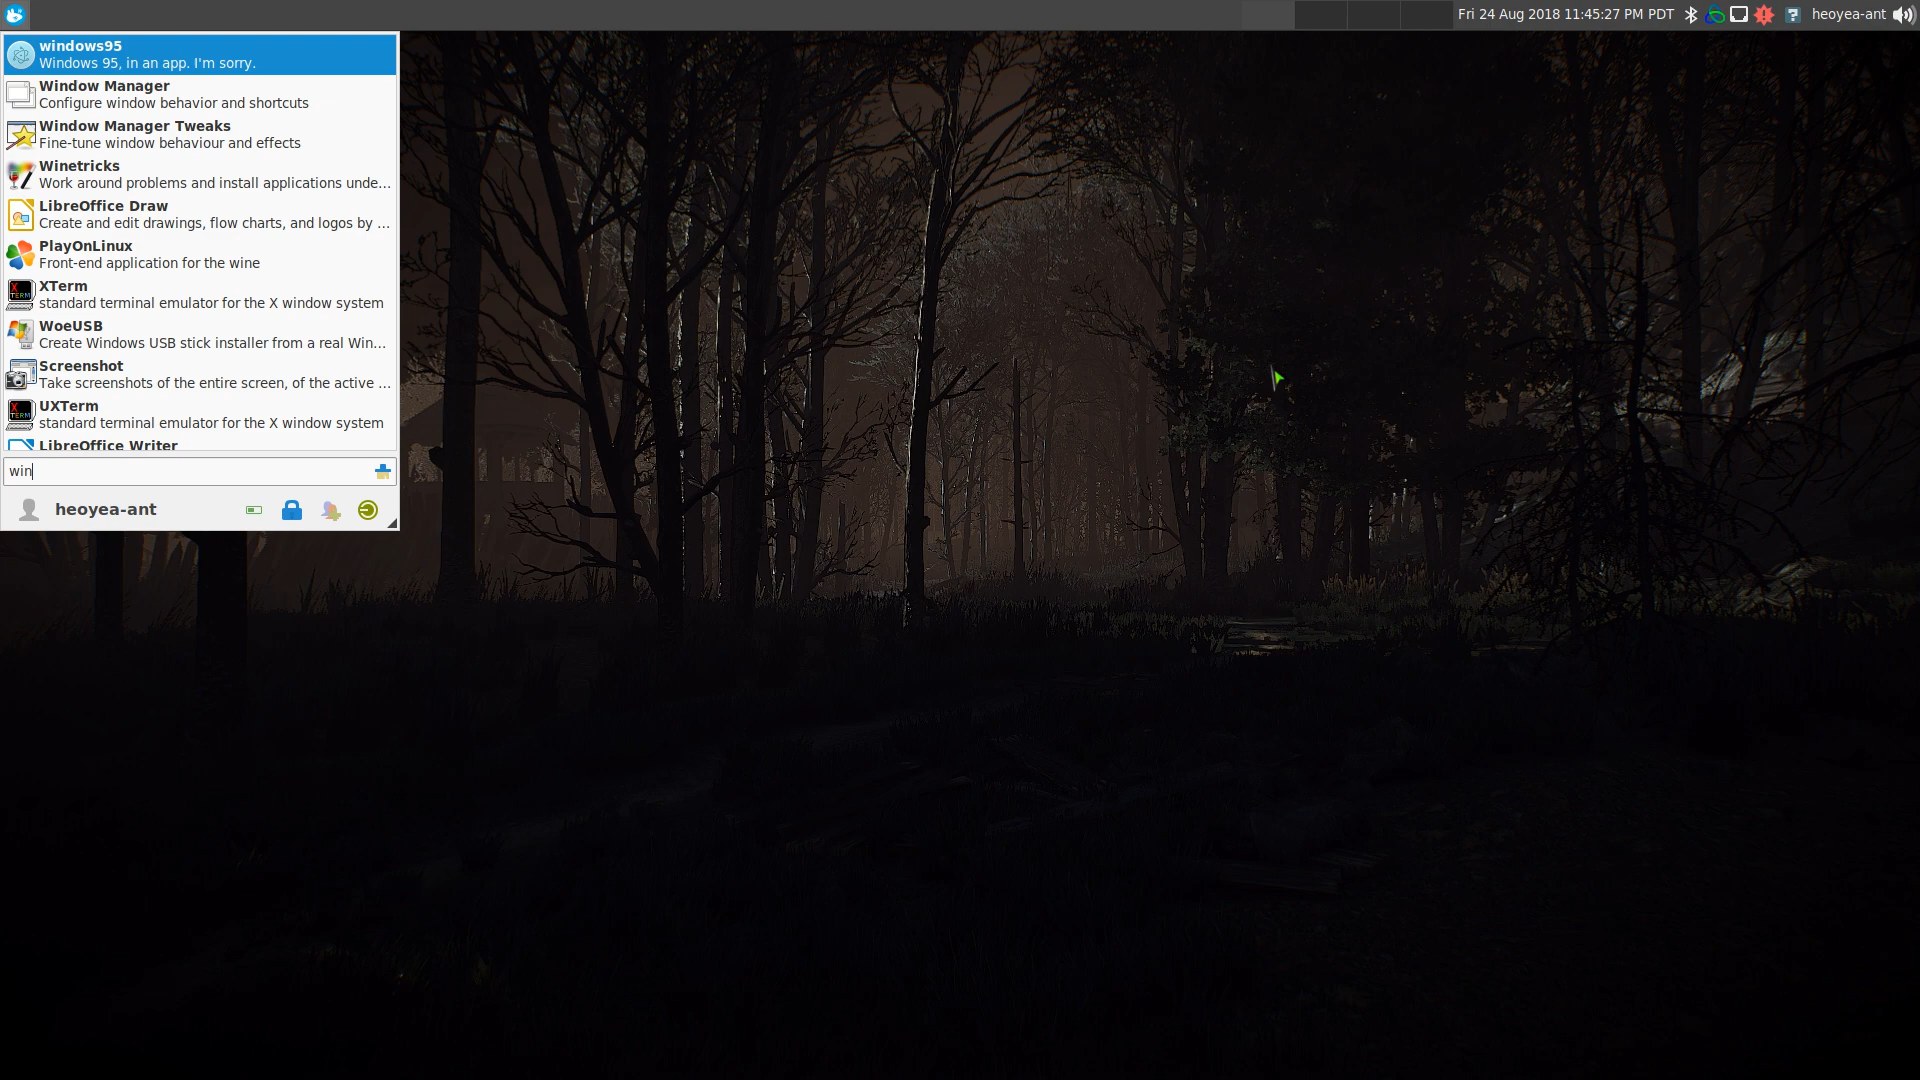 Fri 24 Aug 2018 11:45:27 PM PDT heoyea-ant
windows95
Windows 95, in an app. I'm sorry.
Window Manager
Configure window behavior and shortcuts
Window Manager Tweaks
Fine-tune window behaviour and effects
Winetricks
Work around problems and install applications unde...
LibreOffice Draw
Create and edit drawings, flow charts, and logos by ...
PlayOnLinux
Front-end application for the wine
XTerm
standard terminal emulator for the X window system
WoeUSB
Create Windows USB stick installer from a real Win...
Screenshot
Take screenshots of the entire screen, of the active ...
UXTerm
standard terminal emulator for the X window system
LibreOffice Writer
win
heoyea-ant